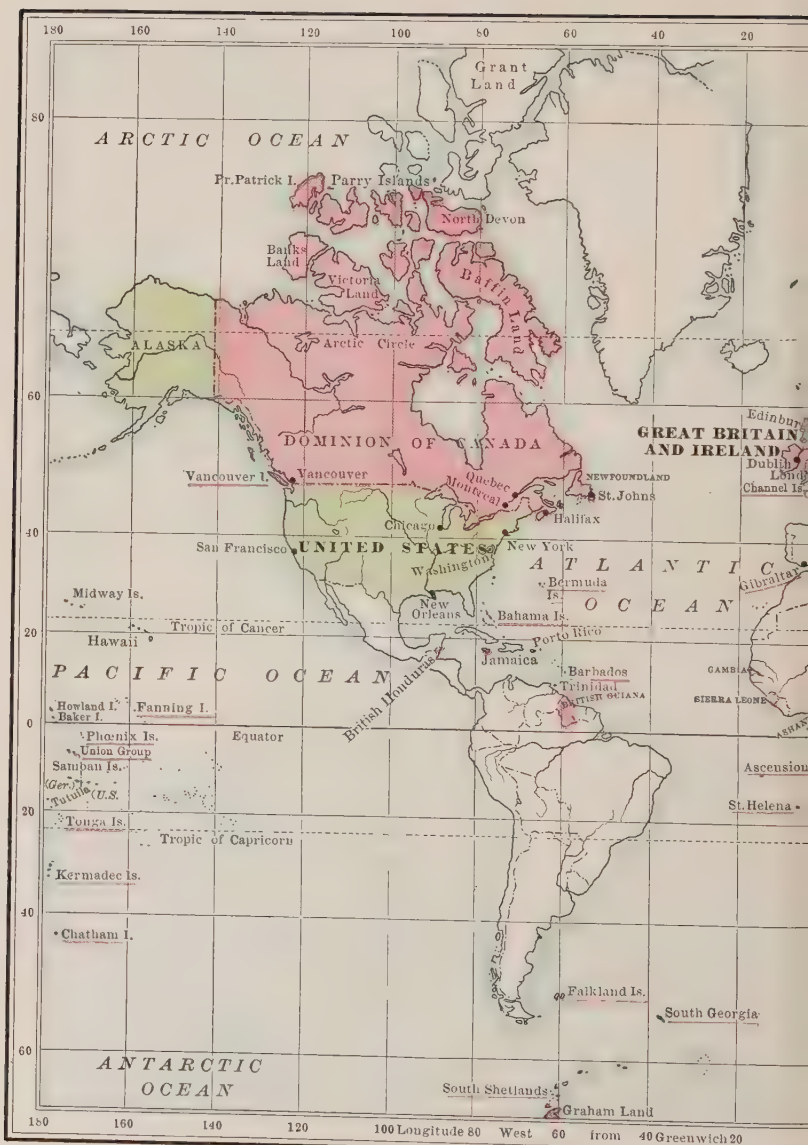 180 160 140 120 100 80 60 40 20
Grant
Land
80
ARCTIC OCEAN
Pr. Patrick I.
Parry Islands
North Devon
Banks
Land
Victoria
Land
Baffin Land
ALASKA
Arctic Circle
60
DOMINION OF CANADA
Edinbur
GREAT BRITAIN
AND IRELAND
Dublin
Lond
Channel Is.
Vancouver I.
Vancouver
Quebec
Montreal
NEWFOUNDLAND
St. Johns
Halifax
40
Chicago
San Francisco
UNITED STATES
New York
Washington
ATLANTIC
OCEAN
Bermuda
Is.
Gibraltar
Midway Is.
New
Orleans
Bahama Is.
Tropic of Cancer
20
Hawaii
Porto Rico
Jamaica
PACIFIC OCEAN
British Honduras
Barbados
Trinidad
BRITISH GUIANA
GAMBIA
SIERRA LEONE
ASHAN
Howland I.
Baker I.
Fanning I.
0
Phœnix Is.
Equator
Union Group
Samoan Is.
(Ger.)
Tutuila (U.S.
Ascension
20
Tonga Is.
St. Helena
Tropic of Capricorn
Kermadec Is.
40
Chatham I.
Falkland Is.
South Georgia
60
ANTARCTIC
OCEAN
South Shetlands
Graham Land
180 160 140 120 100 Longitude 80 West 60 from 40 Greenwich 20